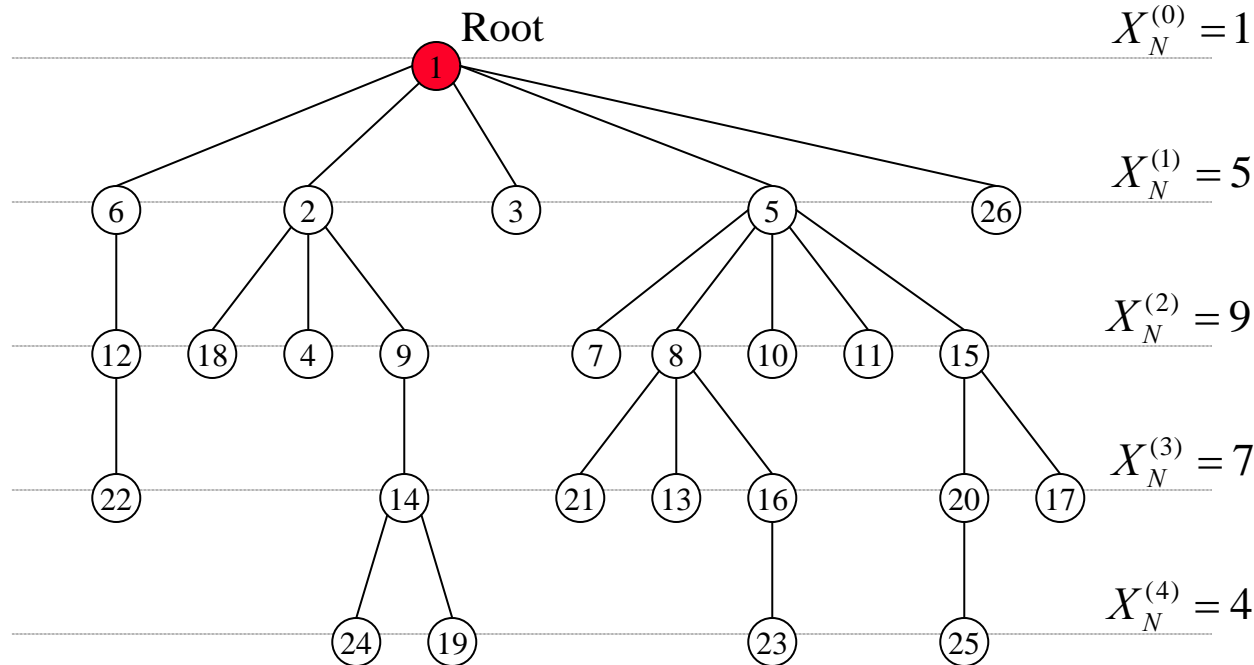 Root
X_N^{(0)} = 1
1
X_N^{(1)} = 5
6 2 3 5 26
X_N^{(2)} = 9
12 18 4 9 7 8 10 11 15
X_N^{(3)} = 7
22 14 21 13 16 20 17
X_N^{(4)} = 4
24 19 23 25